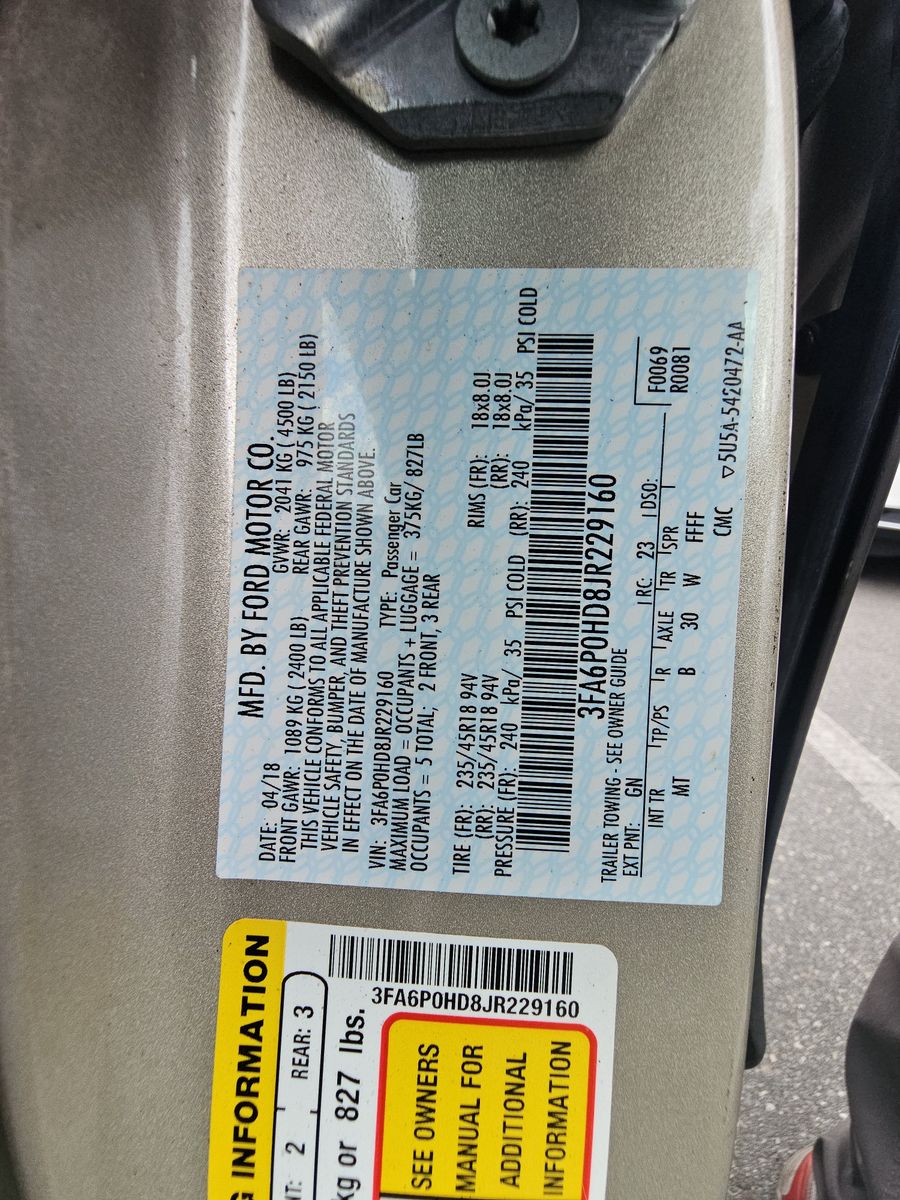 MFD. BY FORD MOTOR CO.
DATE: 04/18 GVWR: 2041 KG ( 4500 LB)
FRONT GAWR: 1089 KG ( 2400 LB) REAR GAWR: 975 KG ( 2150 LB)
THIS VEHICLE CONFORMS TO ALL APPLICABLE FEDERAL MOTOR
VEHICLE SAFETY, BUMPER, AND THEFT PREVENTION STANDARDS
IN EFFECT ON THE DATE OF MANUFACTURE SHOWN ABOVE.
VIN: 3FA6P0HD8JR229160 TYPE: Passenger Car
MAXIMUM LOAD = OCCUPANTS + LUGGAGE = 375KG/ 827LB
OCCUPANTS = 5 TOTAL; 2 FRONT, 3 REAR
TIRE (FR): 235/45R18 94V RIMS (FR): 18x8.0J
(RR): 235/45R18 94V (RR): 18x8.0J
PRESSURE (FR): 240 kPa/ 35 PSI COLD (RR): 240 kPa/ 35 PSI COLD
3FA6P0HD8JR229160
TRAILER TOWING - SEE OWNER GUIDE
EXT PNT: GN RC: 23 DSO: F0069
R0081
INT TR TP/PS R AXLE TR SPR
MT B 30 W FFFF
CMC ▽5U5A-5420472-AA
G INFORMATION
NT: 2 REAR: 3
kg or 827 lbs.
3FA6P0HD8JR229160
SEE OWNERS
MANUAL FOR
ADDITIONAL
INFORMATION